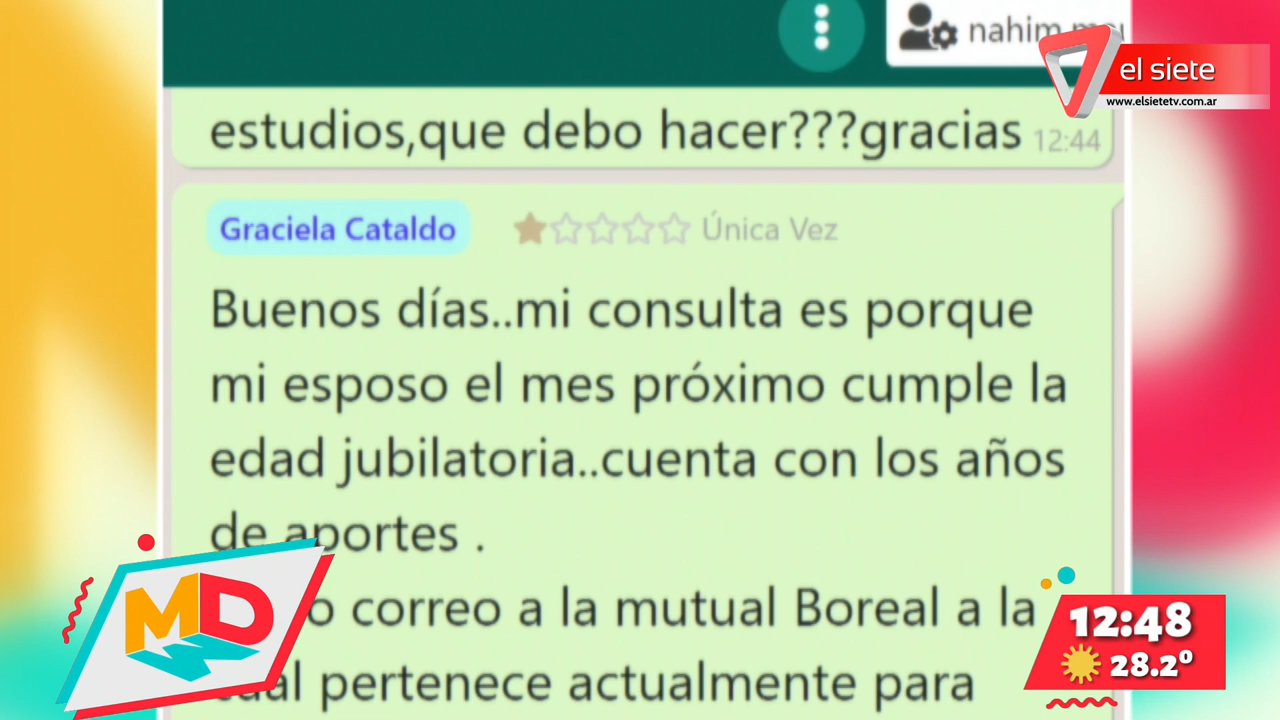 nahim
el siete
www.elsietetv.com.ar
estudios,que debo hacer???gracias 12:44
Graciela Cataldo Única Vez
Buenos días..mi consulta es porque
mi esposo el mes próximo cumple la
edad jubilatoria..cuenta con los años
de aportes .
o correo a la mutual Boreal a la
pertenece actualmente para
MD
12:48
28.2º